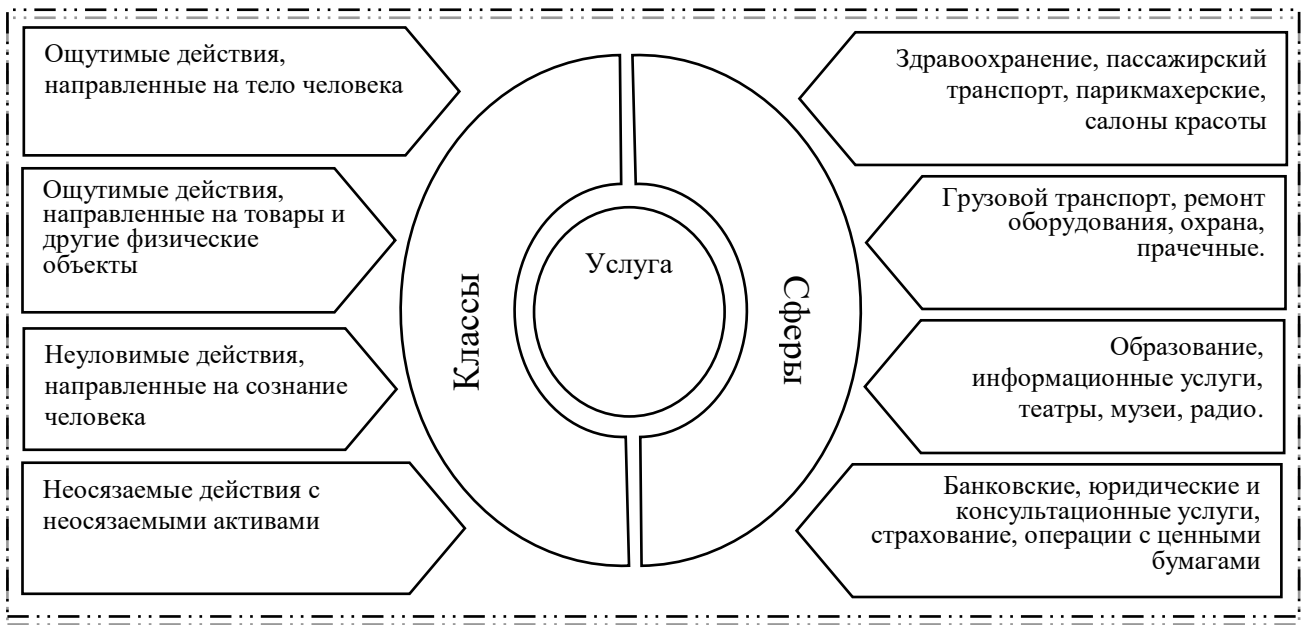 Ощутимые действия,
направленные на тело человека
Ощутимые действия,
направленные на товары и
другие физические
объекты
Неуловимые действия,
направленные на сознание
человека
Неосязаемые действия с
неосязаемыми активами
Классы
Услуга
Сферы
Здравоохранение, пассажирский
транспорт, парикмахерские,
салоны красоты
Грузовой транспорт, ремонт
оборудования, охрана,
прачечные.
Образование,
информационные услуги,
театры, музеи, радио.
Банковские, юридические и
консультационные услуги,
страхование, операции с ценными
бумагами